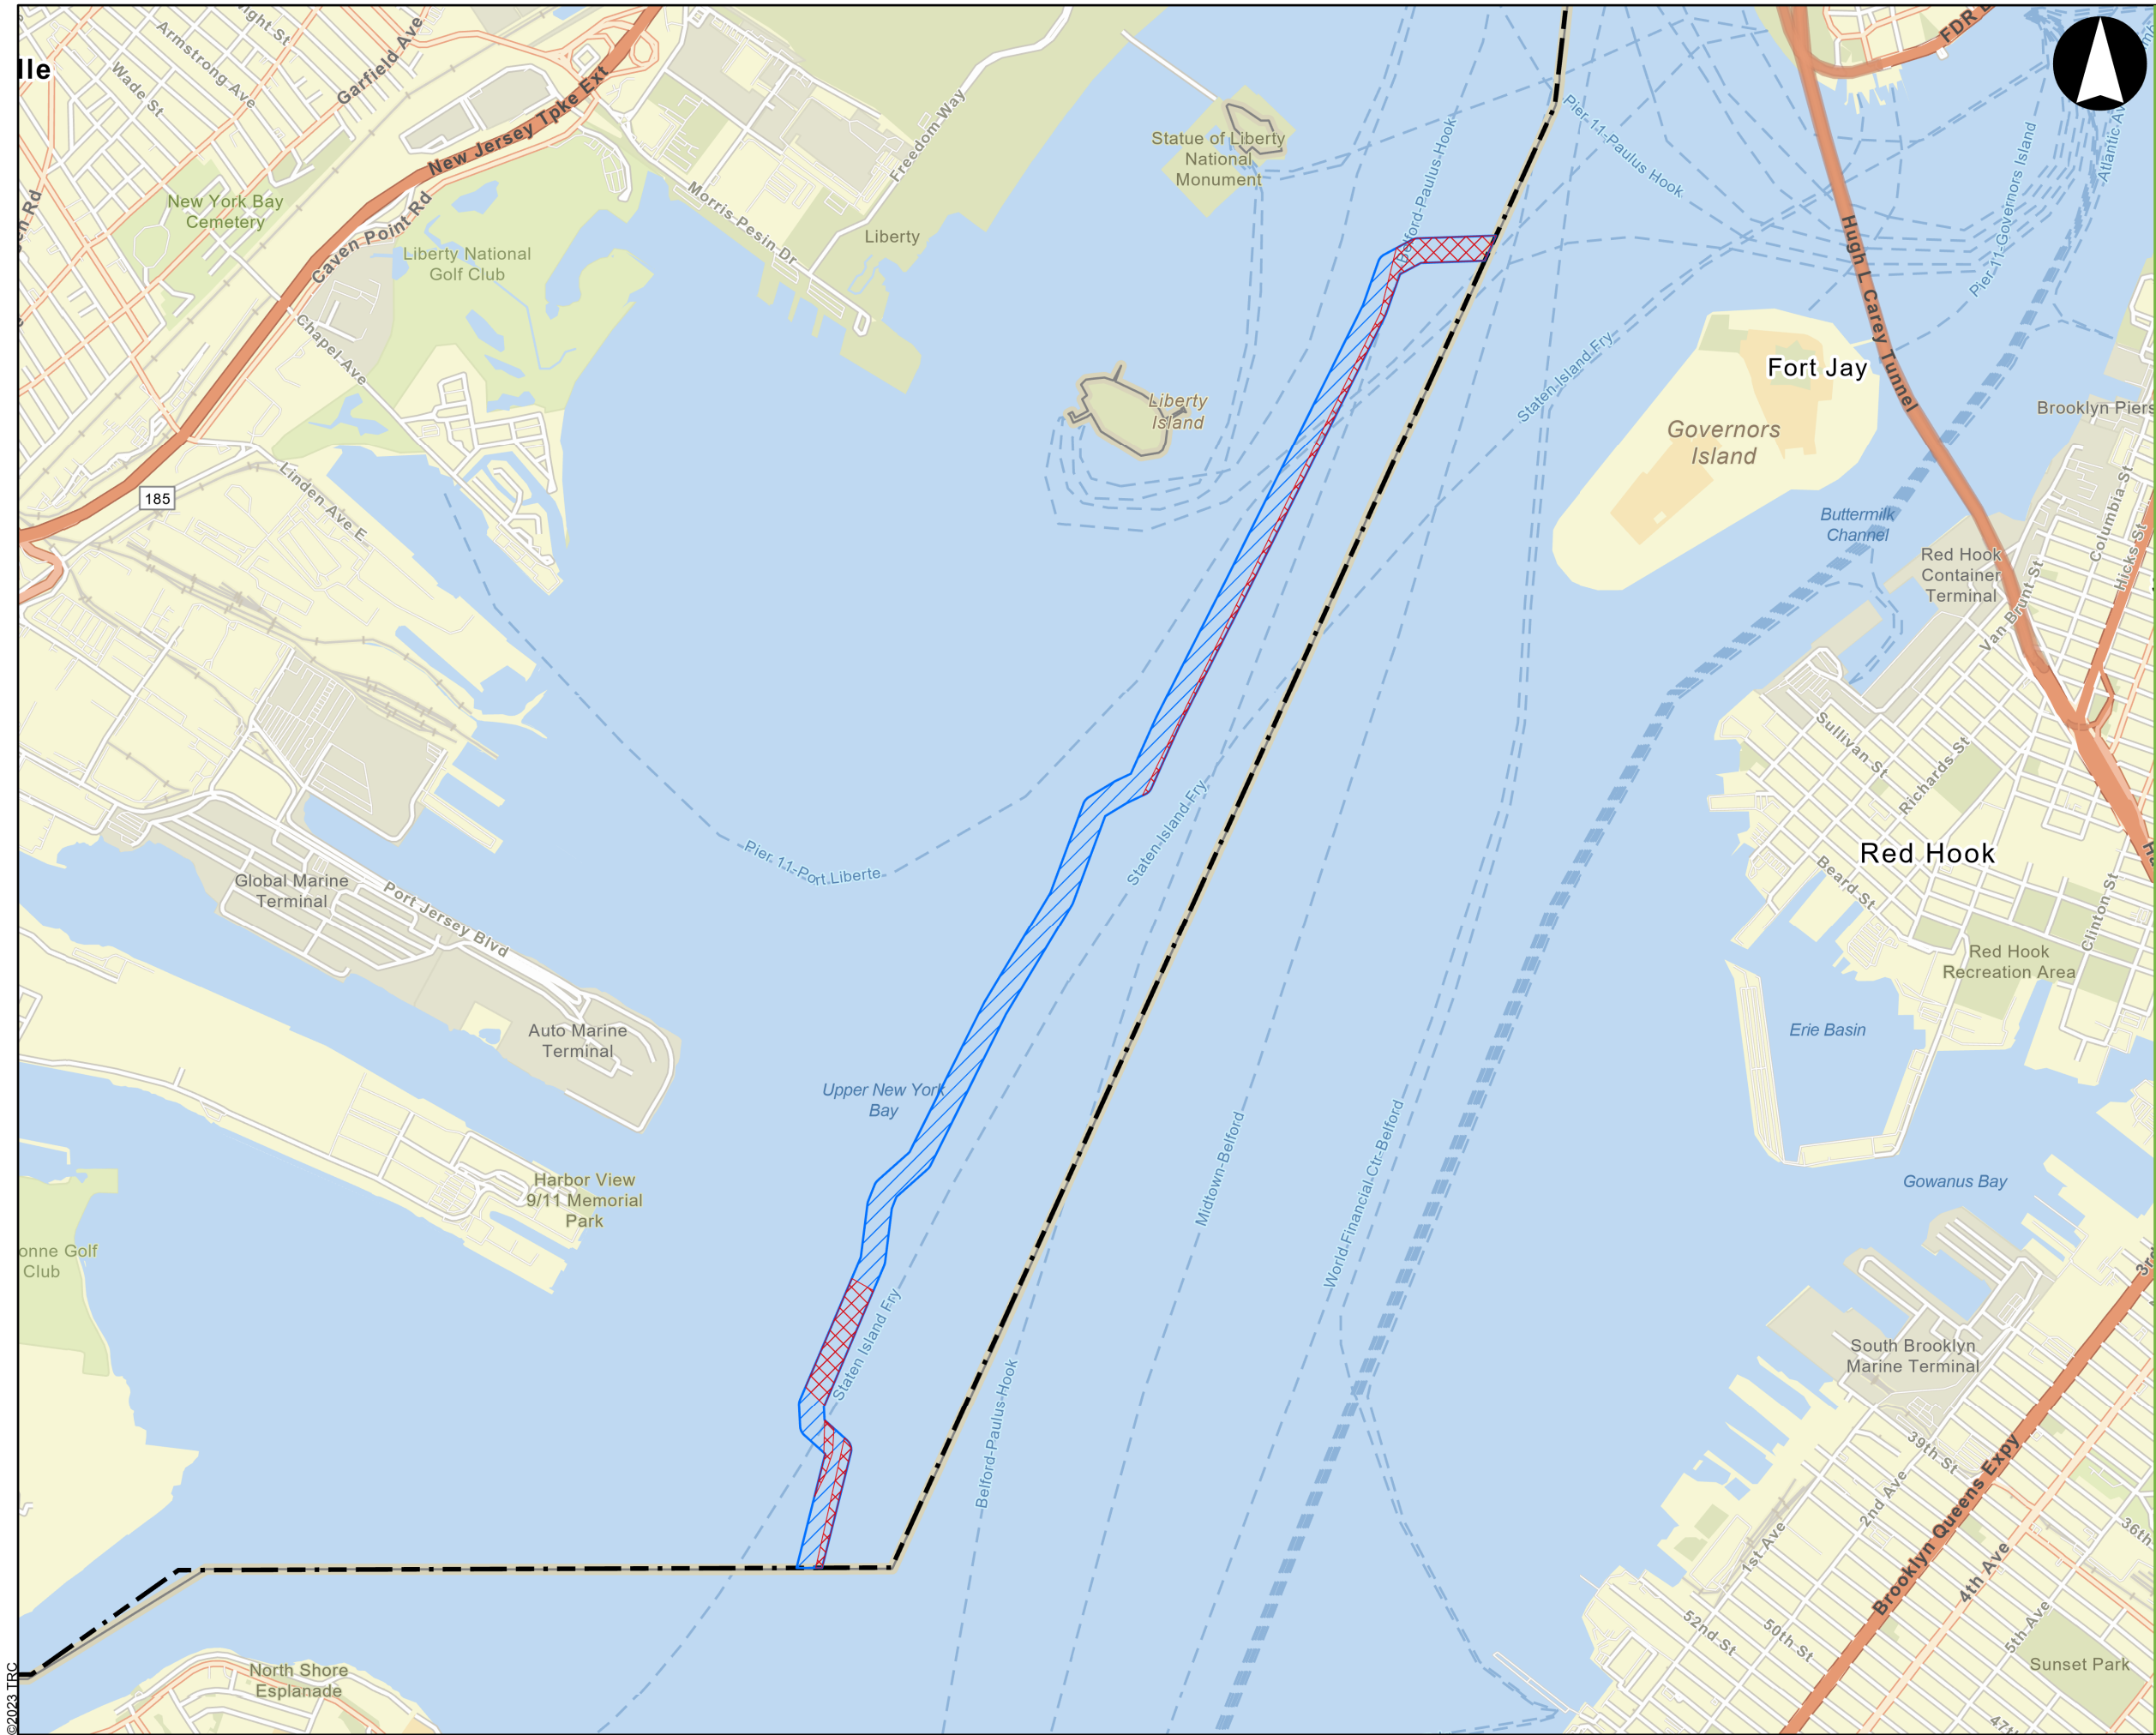 lle
ight St
Armstrong Ave
Garfield Ave
Wade St
New Jersey Tpke Ext
Freedom Way
FDR
Statue of Liberty
National
Monument
Belford-Paulus-Hook
Pier 11-Paulus Hook
Pier 11-Governors Island
Atlantic Av
New York Bay
Cemetery
Caven Point Rd
Morris Pesin Dr
Liberty
Liberty National
Golf Club
Hugh L Carey Tunnel
Chapel Ave
Staten Island Fry
Fort Jay
Liberty
Island
Governors
Island
Brooklyn Piers
185
Linden Ave E
Columbia St
Hicks St
Buttermilk
Channel
Red Hook
Container
Terminal
Van Brunt St
Sullivan St
Richards St
Pier 11-Port Liberte
Staten Island Fry
Red Hook
Beard St
Clinton St
Global Marine
Terminal
Port Jersey Blvd
Red Hook
Recreation Area
Auto Marine
Terminal
Erie Basin
Upper New York
Bay
Midtown-Belford
World Financial Ctr-Belford
Harbor View
9/11 Memorial
Park
Gowanus Bay
onne Golf
Club
Staten Island Fry
South Brooklyn
Marine Terminal
Belford-Paulus-Hook
39th St
2nd Ave
1st Ave
Brooklyn Queens Expy
4th Ave
36th
5th Ave
52nd St
50th St
47th
Sunset Park
North Shore
Esplanade
©2023 TRC